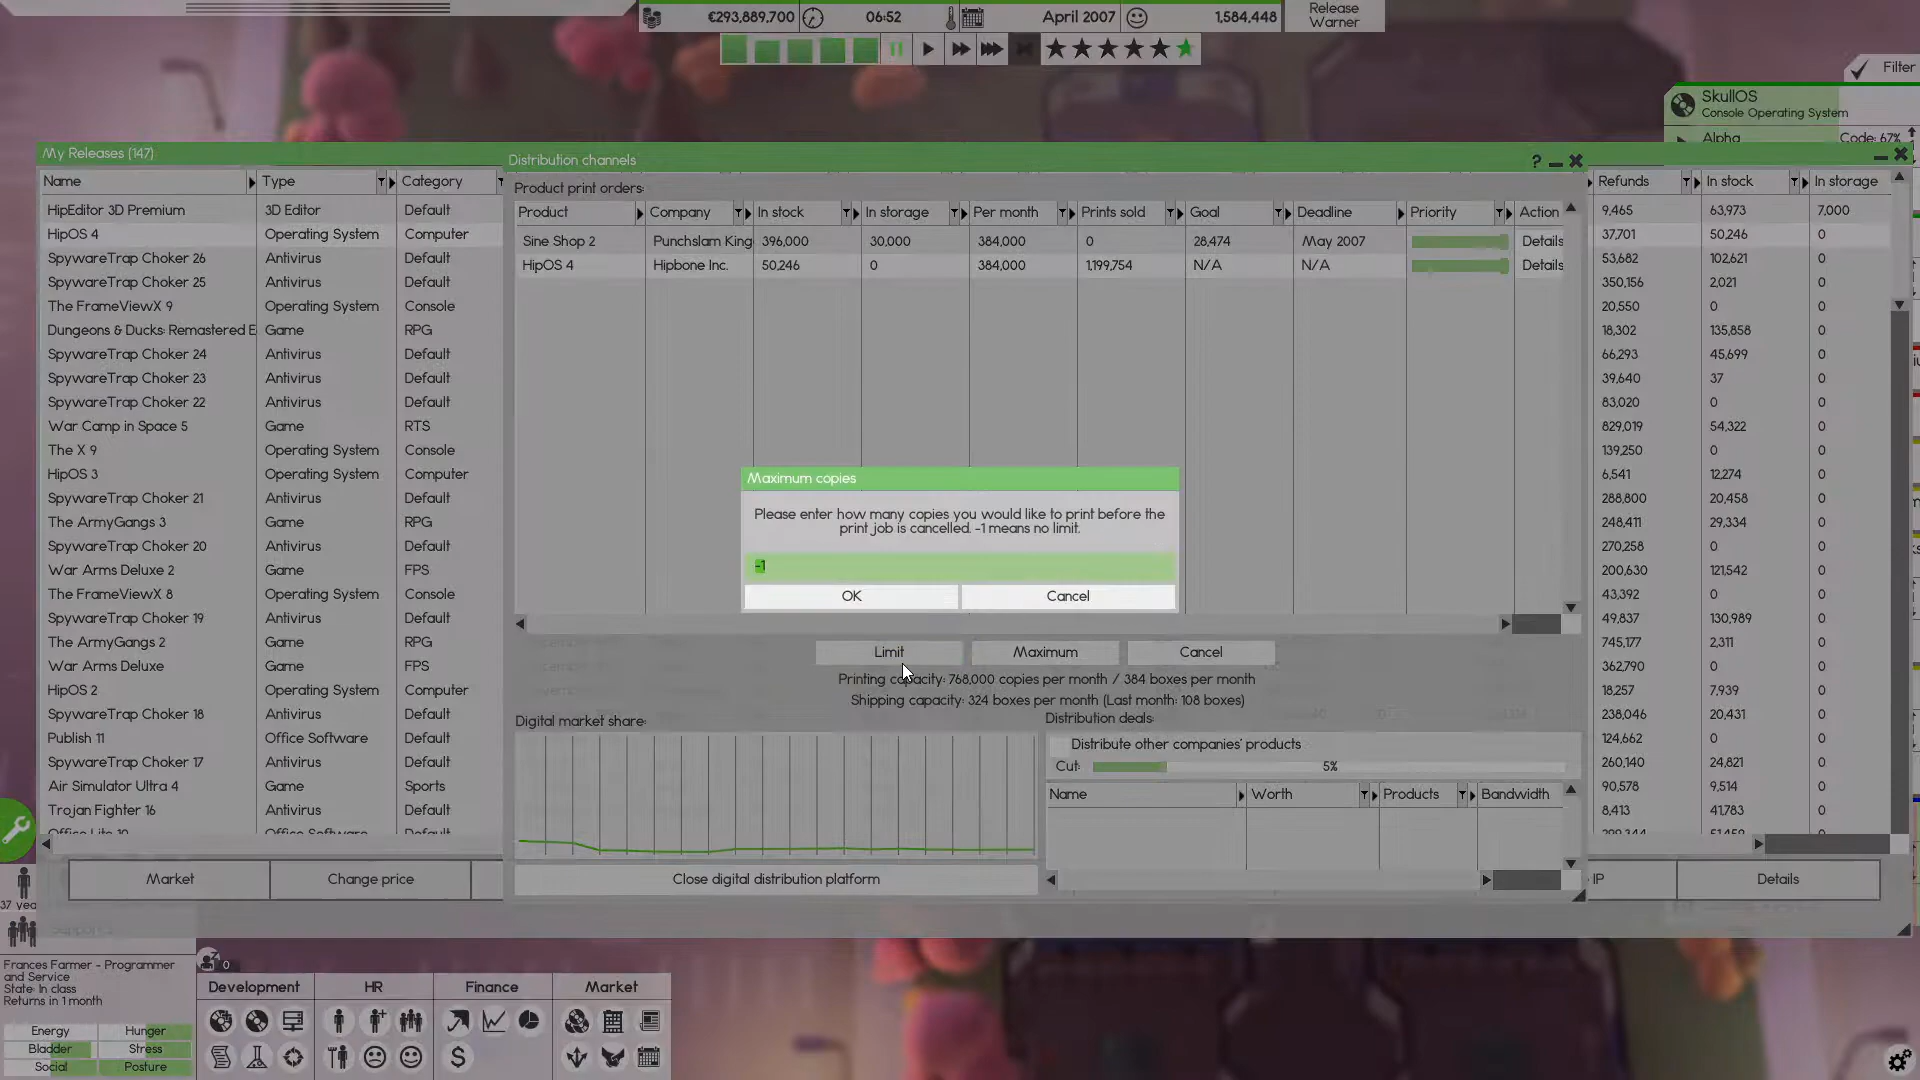 €293,889,700
06:52
April 2007
1,584,448
Release Warner
Filter
SkullOS
Console Operating System
Alpha
Code: 67%
My Releases (147)
Name Type Category
HipEditor 3D Premium 3D Editor Default
HipOS 4 Operating System Computer
SpywareTrap Choker 26 Antivirus Default
SpywareTrap Choker 25 Antivirus Default
The FrameViewX 9 Operating System Console
Dungeons & Ducks: Remastered E Game RPG
SpywareTrap Choker 24 Antivirus Default
SpywareTrap Choker 23 Antivirus Default
SpywareTrap Choker 22 Antivirus Default
War Camp in Space 5 Game RTS
The X 9 Operating System Console
HipOS 3 Operating System Computer
SpywareTrap Choker 21 Antivirus Default
The ArmyGangs 3 Game RPG
SpywareTrap Choker 20 Antivirus Default
War Arms Deluxe 2 Game FPS
The FrameViewX 8 Operating System Console
SpywareTrap Choker 19 Antivirus Default
The ArmyGangs 2 Game RPG
War Arms Deluxe Game FPS
HipOS 2 Operating System Computer
SpywareTrap Choker 18 Antivirus Default
Publish 11 Office Software Default
SpywareTrap Choker 17 Antivirus Default
Air Simulator Ultra 4 Game Sports
Trojan Fighter 16 Antivirus Default
Office Lite 10 Office Software Default
Market
Change price
Distribution channels
?
Product print orders:
Product Company In stock In storage Per month Prints sold Goal Deadline Priority Action
Sine Shop 2 Punchslam King 396,000 30,000 384,000 0 28,474 May 2007 Details
HipOS 4 Hipbone Inc. 50,246 0 384,000 1,199,754 N/A N/A Details
Maximum copies
Please enter how many copies you would like to print before the
print job is cancelled. -1 means no limit.
-1
OK
Cancel
Limit
Maximum
Cancel
Printing capacity: 768,000 copies per month / 384 boxes per month
Shipping capacity: 324 boxes per month (Last month: 108 boxes)
Digital market share:
Distribution deals:
Distribute other companies' products
Cut: 5%
Name Worth Products Bandwidth
Close digital distribution platform
Refunds In stock In storage
9,465 63,973 7,000
37,701 50,246 0
53,682 102,621 0
350,156 2,021 0
20,550 0 0
18,302 135,858 0
66,293 45,699 0
39,640 37 0
83,020 0 0
829,019 54,322 0
139,250 0 0
6,541 12,274 0
288,800 20,458 0
248,411 29,334 0
270,258 0 0
200,630 121,542 0
43,392 0 0
49,837 130,989 0
745,177 2,311 0
362,790 0 0
18,257 7,939 0
238,046 20,431 0
124,662 0 0
260,140 24,821 0
90,578 9,514 0
8,413 41,783 0
299,344 51,459 0
IP
Details
37 yea
Support
Frances Farmer - Programmer
and Service
State: In class
Returns in 1 month
Energy Hunger
Bladder Stress
Social Posture
0
Development
HR
Finance
Market